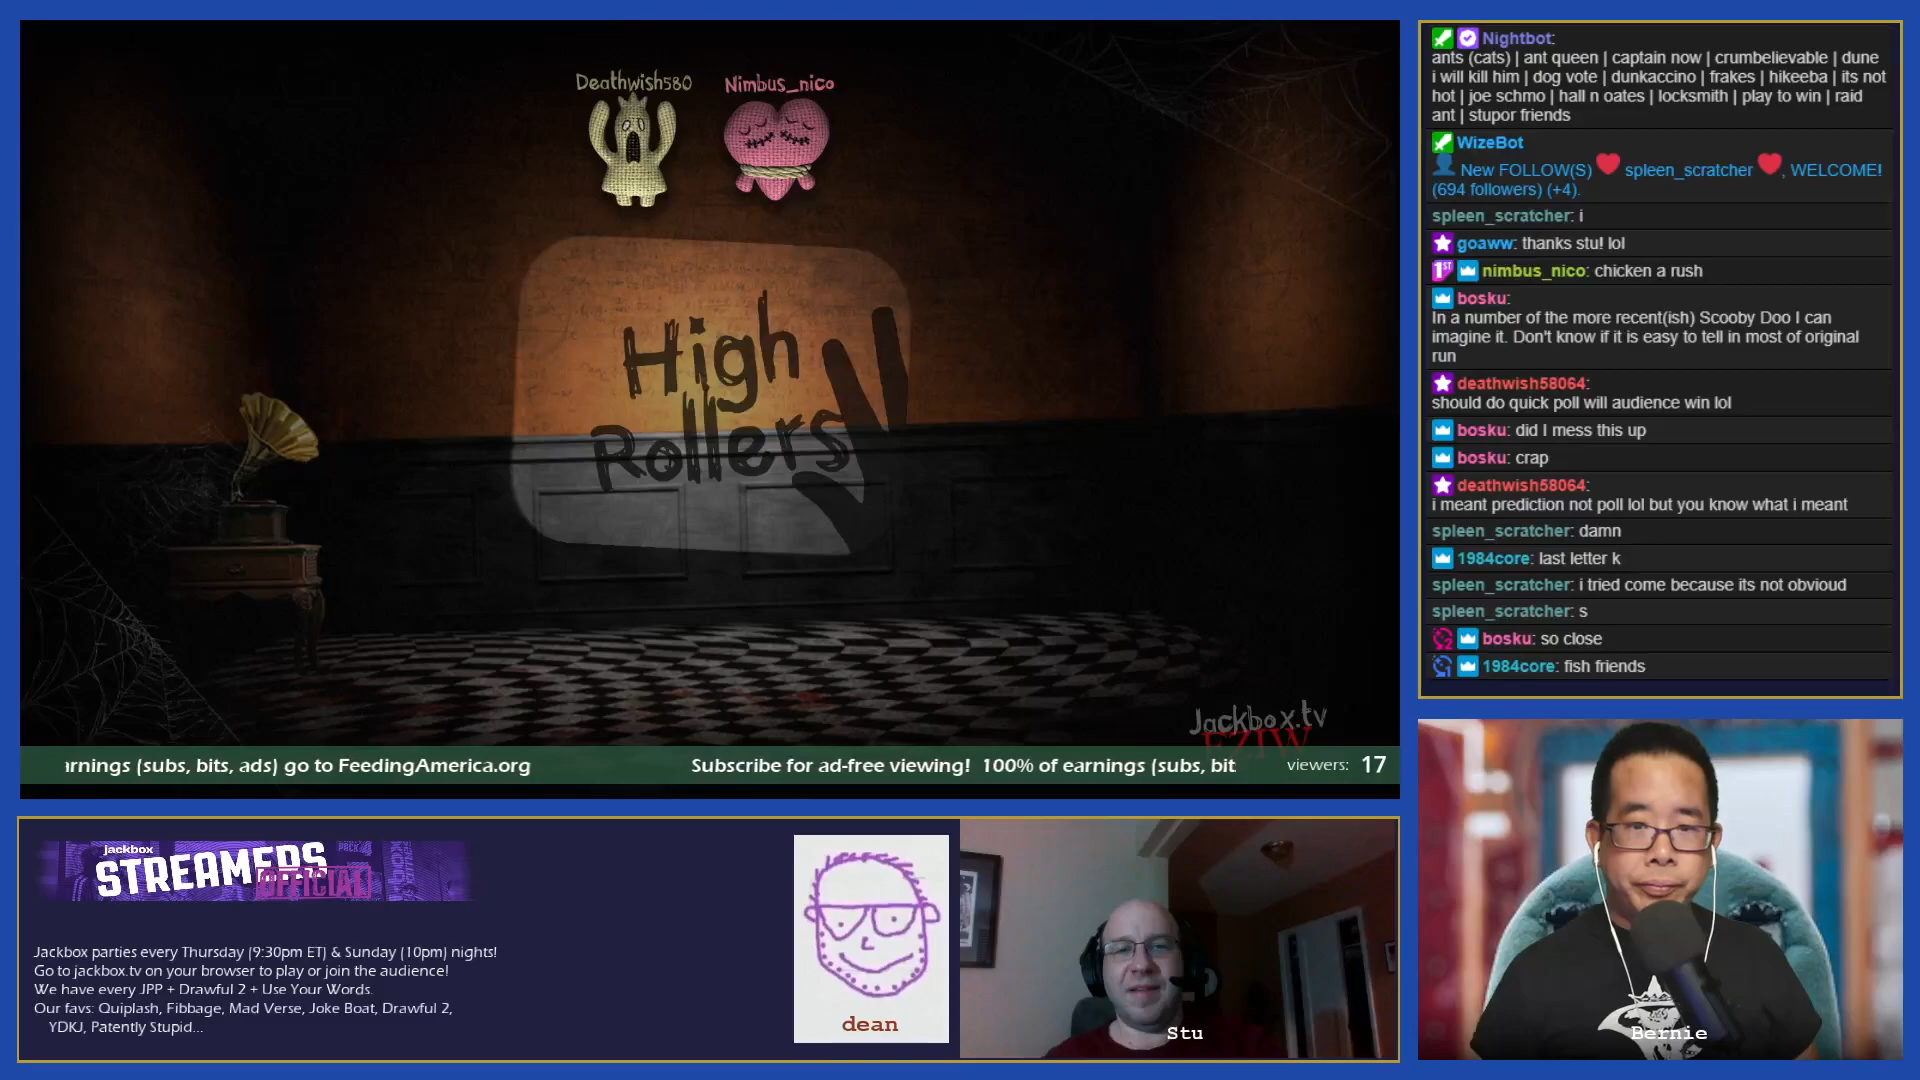 Deathwish580
Nimbus_nico
High
Rollers
Jackbox.tv
EZIW
arnings (subs, bits, ads) go to FeedingAmerica.org
Subscribe for ad-free viewing! 100% of earnings (subs, bit
viewers: 17
jackbox
STREAMERS
OFFICIAL
Jackbox parties every Thursday (9:30pm ET) & Sunday (10pm) nights!
Go to jackbox.tv on your browser to play or join the audience!
We have every JPP + Drawful 2 + Use Your Words.
Our favs: Quiplash, Fibbage, Mad Verse, Joke Boat, Drawful 2,
YDKJ, Patently Stupid...
dean
Stu
Nightbot:
ants (cats) | ant queen | captain now | crumbelievable | dune
i will kill him | dog vote | dunkaccino | frakes | hikeeba | its not
hot | joe schmo | hall n oates | locksmith | play to win | raid
ant | stupor friends
WizeBot
New FOLLOW(S) spleen_scratcher , WELCOME!
(694 followers) (+4).
spleen_scratcher: i
goaww: thanks stu! lol
1ST nimbus_nico: chicken a rush
bosku:
In a number of the more recent(ish) Scooby Doo I can
imagine it. Don't know if it is easy to tell in most of original
run
deathwish58064:
should do quick poll will audience win lol
bosku: did I mess this up
bosku: crap
deathwish58064:
i meant prediction not poll lol but you know what i meant
spleen_scratcher: damn
1984core: last letter k
spleen_scratcher: i tried come because its not obvioud
spleen_scratcher: s
bosku: so close
1984core: fish friends
Bernie